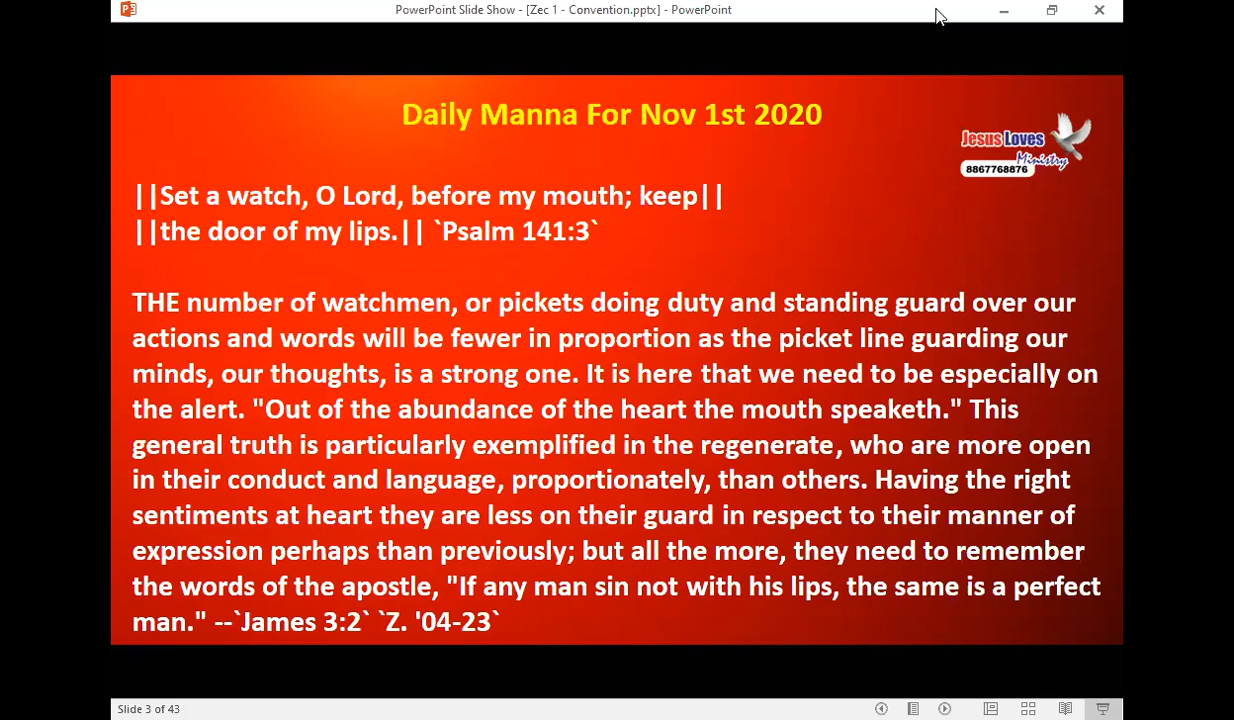 PowerPoint Slide Show - [Zec 1 - Convention.pptx] - PowerPoint
Daily Manna For Nov 1st 2020
Jesus Loves
Ministry
8867768876
||Set a watch, O Lord, before my mouth; keep||
||the door of my lips.|| `Psalm 141:3`
THE number of watchmen, or pickets doing duty and standing guard over our
actions and words will be fewer in proportion as the picket line guarding our
minds, our thoughts, is a strong one. It is here that we need to be especially on
the alert. "Out of the abundance of the heart the mouth speaketh." This
general truth is particularly exemplified in the regenerate, who are more open
in their conduct and language, proportionately, than others. Having the right
sentiments at heart they are less on their guard in respect to their manner of
expression perhaps than previously; but all the more, they need to remember
the words of the apostle, "If any man sin not with his lips, the same is a perfect
man." --`James 3:2` `Z. '04-23`
Slide 3 of 43